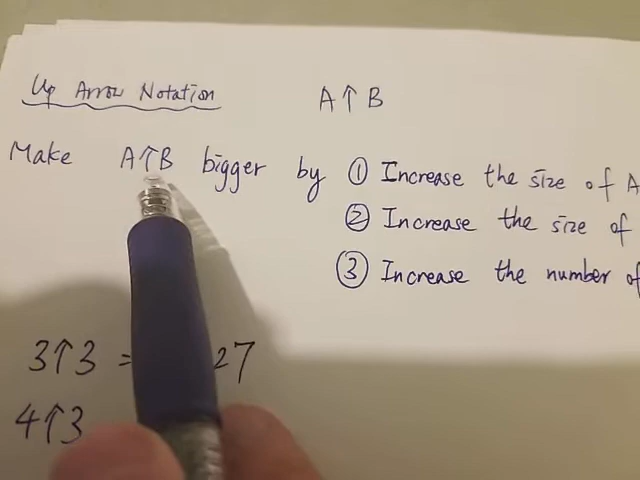 Up Arrow Notation A↑B
Make A↑B bigger by ① Increase the size of A
② Increase the size of
③ Increase the number of
3↑3 = 27
4↑3